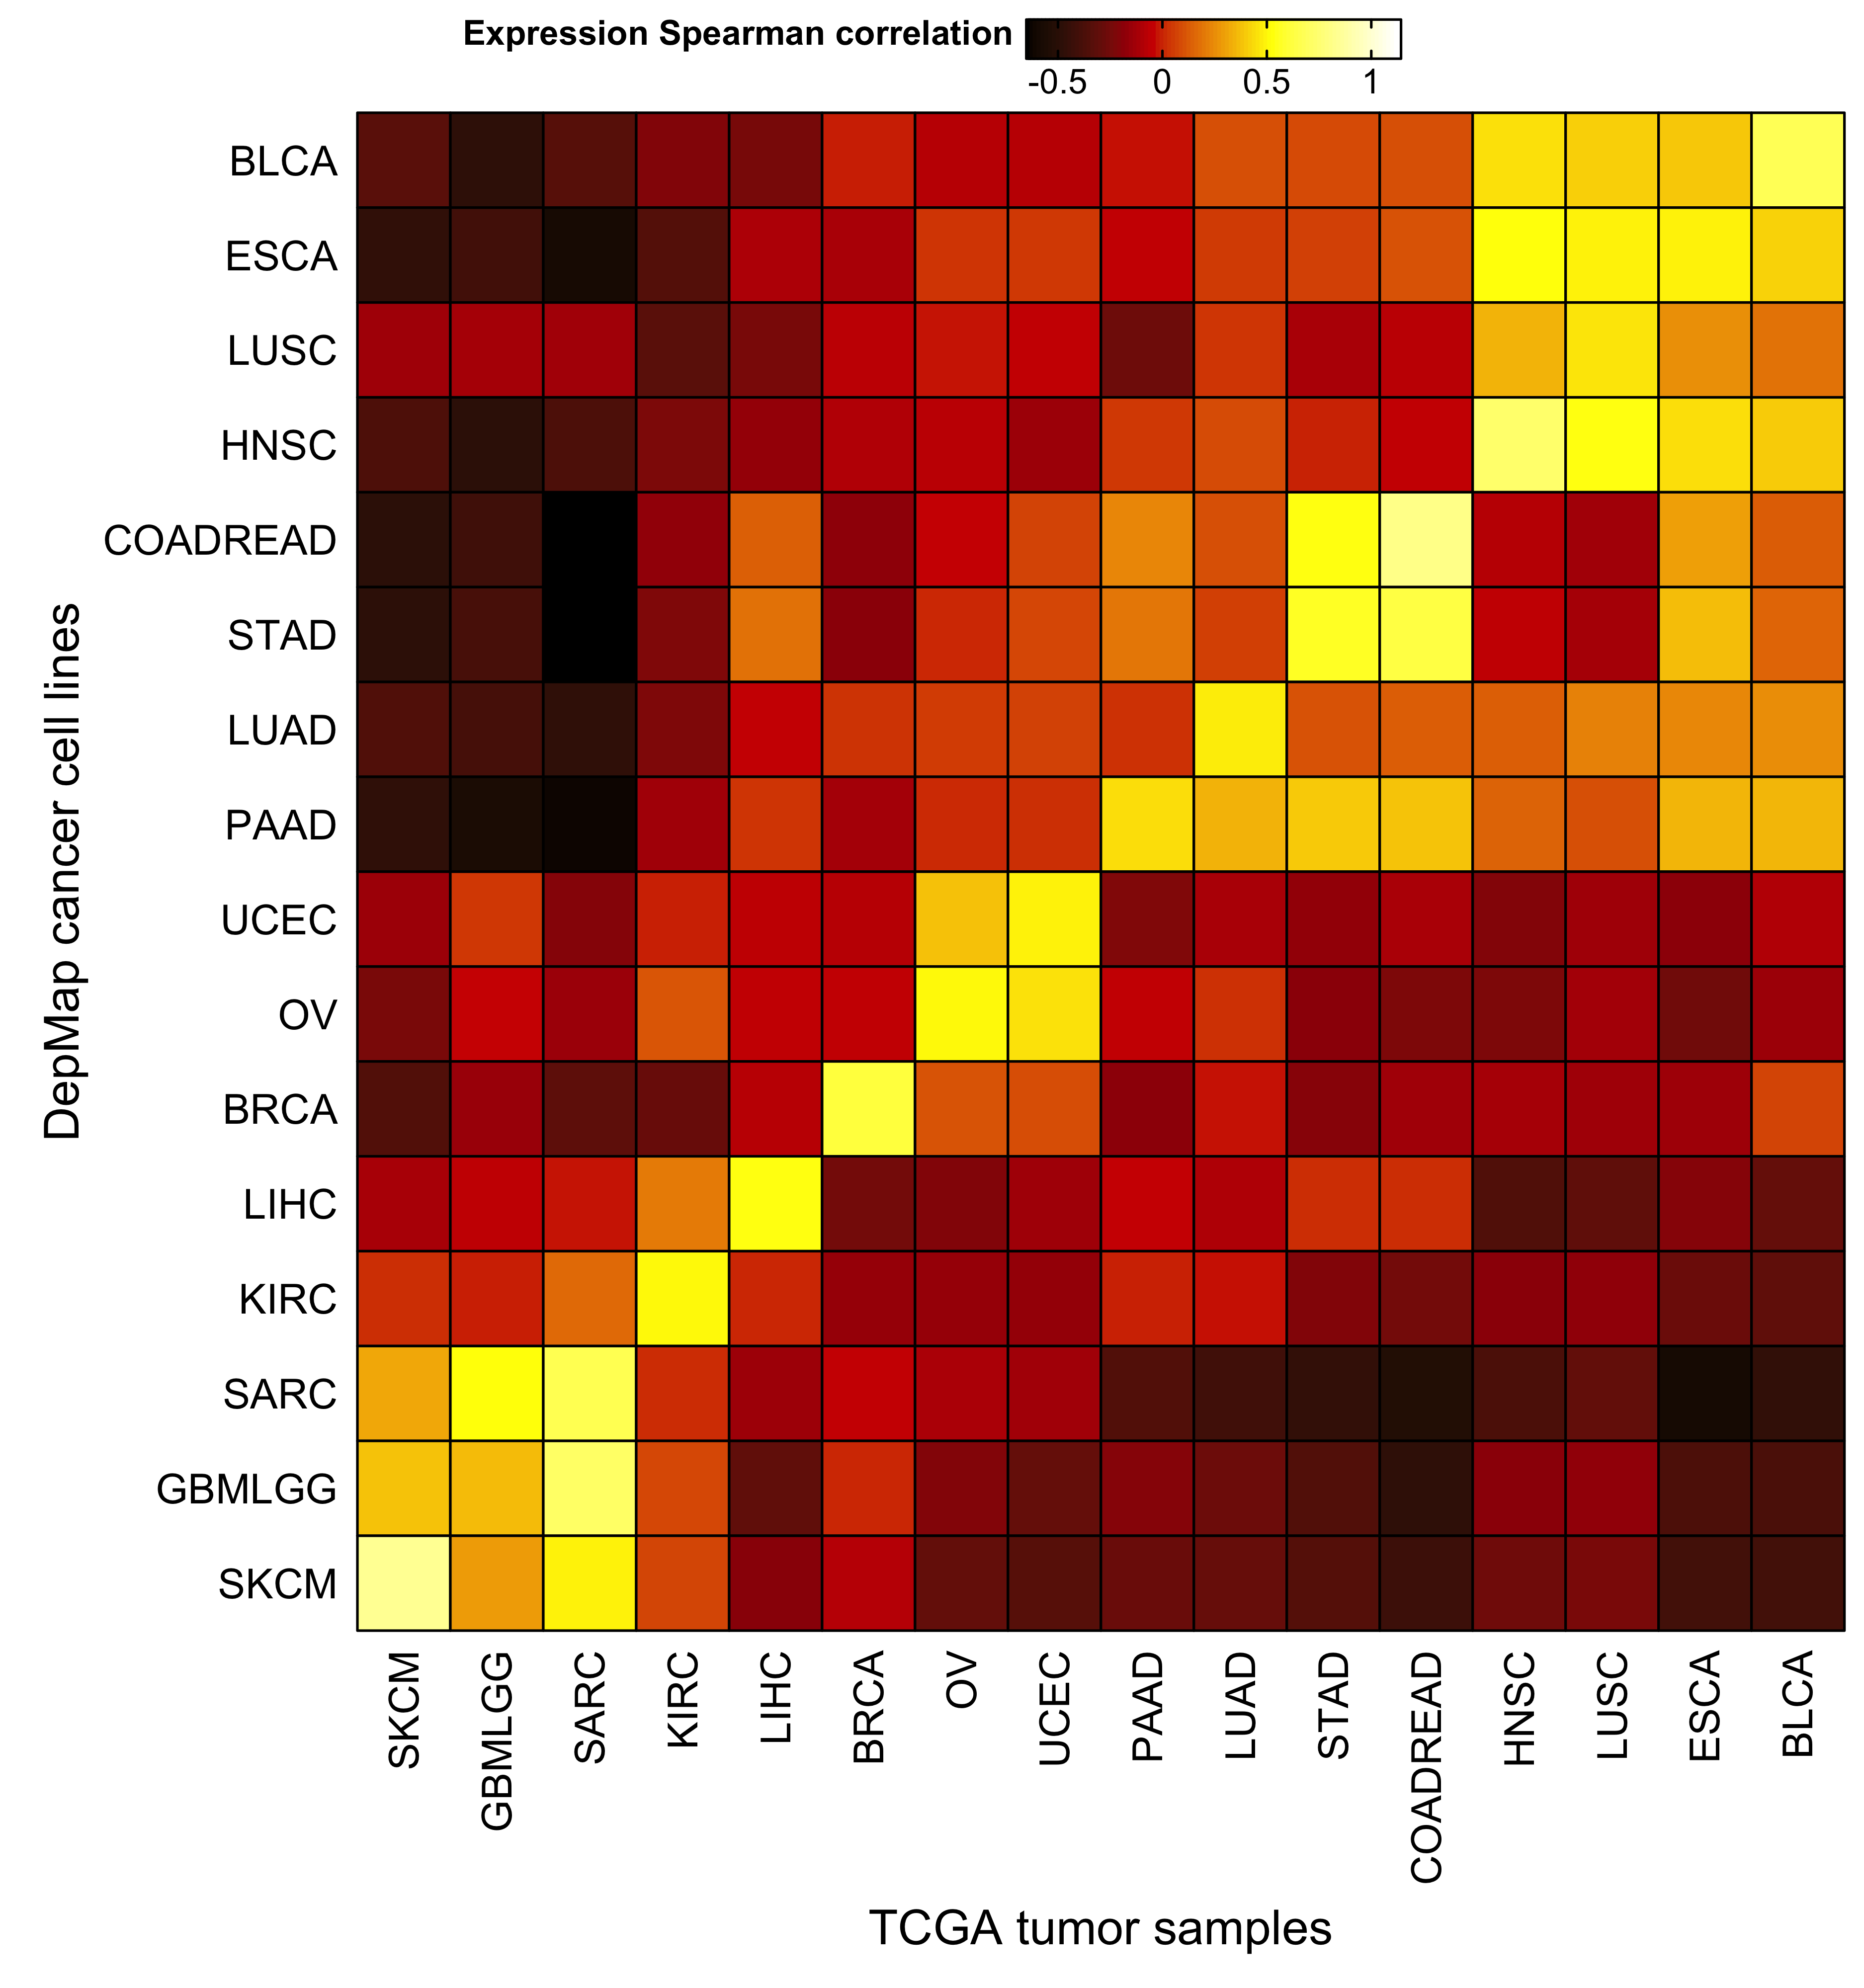 Expression Spearman correlation
-0.5 0 0.5 1
BLCA
ESCA
LUSC
HNSC
COADREAD
STAD
LUAD
PAAD
UCEC
OV
BRCA
LIHC
KIRC
SARC
GBMLGG
SKCM
DepMap cancer cell lines
SKCM
GBMLGG
SARC
KIRC
LIHC
BRCA
OV
UCEC
PAAD
LUAD
STAD
COADREAD
HNSC
LUSC
ESCA
BLCA
TCGA tumor samples